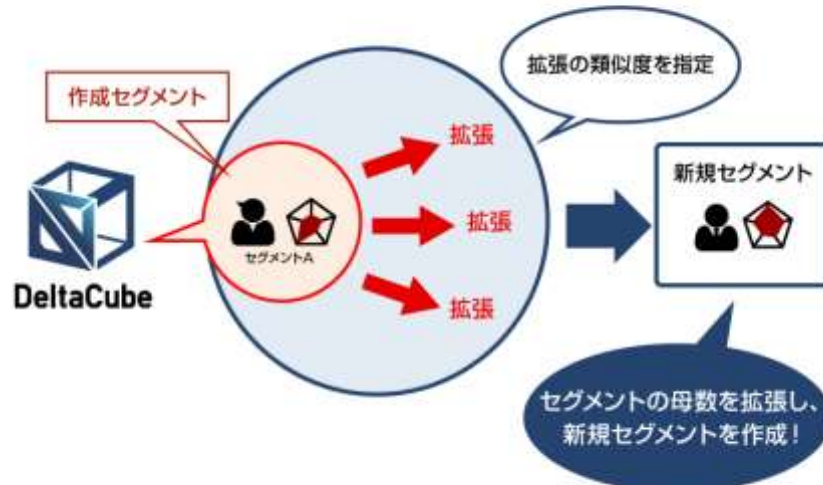 拡張の類似度を指定
作成セグメント
拡張
新規セグメント
拡張
セグメントA
DeltaCube
拡張
セグメントの母数を拡張し、
新規セグメントを作成！